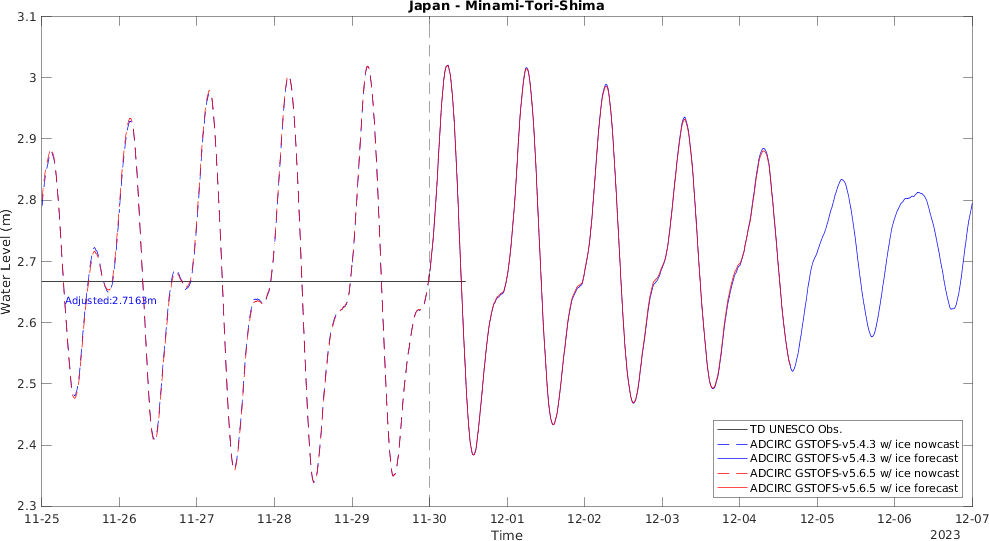 Japan - Minami-Tori-Shima
3.1
3
2.9
2.8
2.7
2.6
2.5
2.4
2.3
Water Level (m)
Adjusted:2.7163m
TD UNESCO Obs.
ADCIRC GSTOFS-v5.4.3 w/ ice nowcast
ADCIRC GSTOFS-v5.4.3 w/ ice forecast
ADCIRC GSTOFS-v5.6.5 w/ ice nowcast
ADCIRC GSTOFS-v5.6.5 w/ ice forecast
11-25 11-26 11-27 11-28 11-29 11-30 12-01 12-02 12-03 12-04 12-05 12-06 12-07
Time
2023